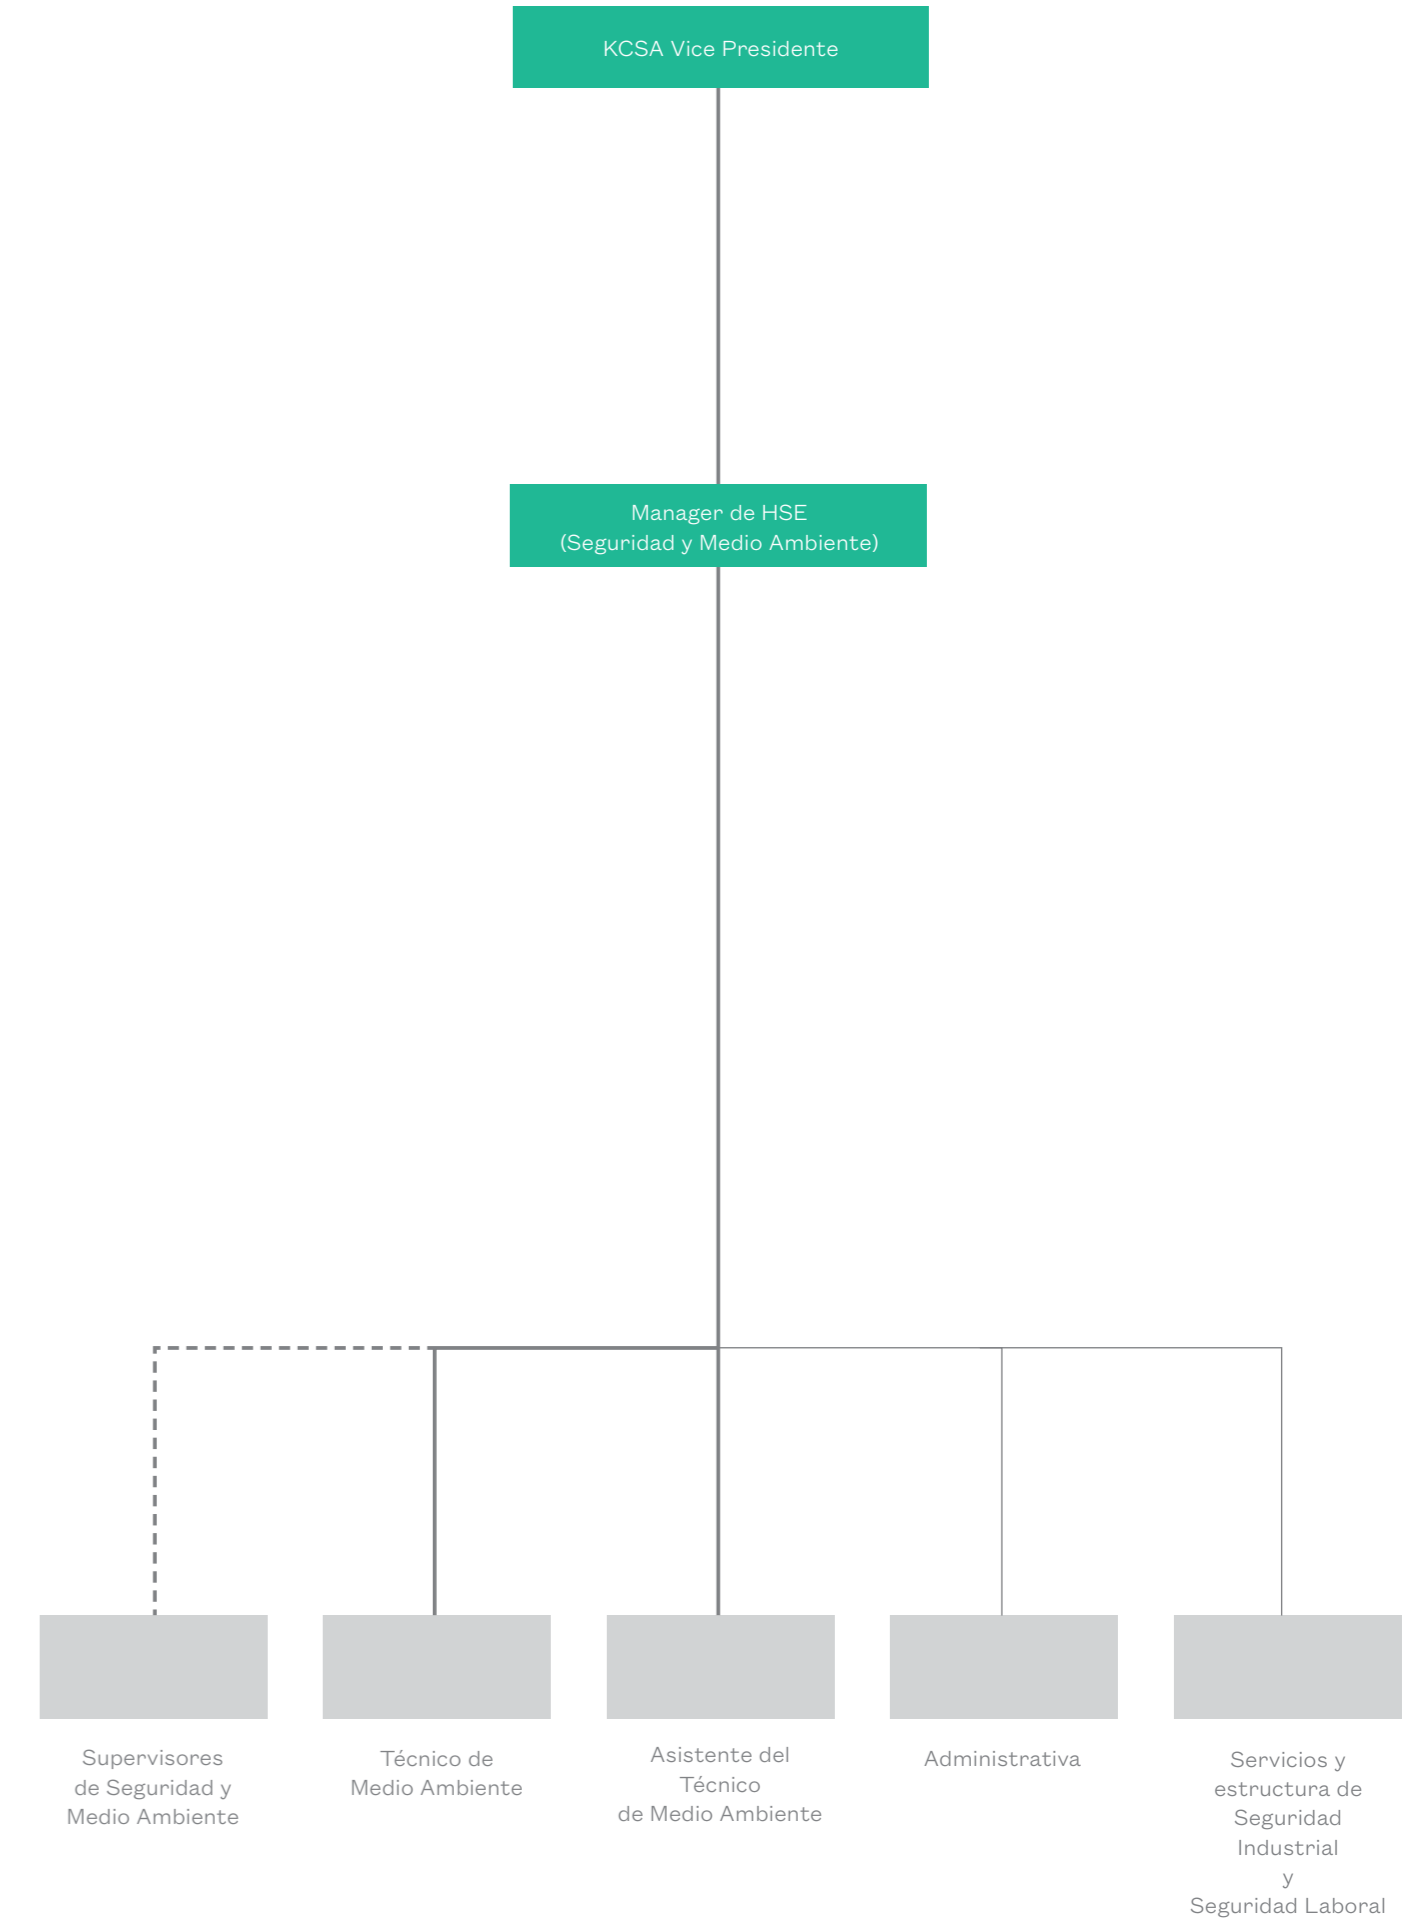 KCSA Vice Presidente
Manager de HSE
(Seguridad y Medio Ambiente)
Supervisores
de Seguridad y
Medio Ambiente
Técnico de
Medio Ambiente
Asistente del
Técnico
de Medio Ambiente
Administrativa
Servicios y
estructura de
Seguridad
Industrial
y
Seguridad Laboral